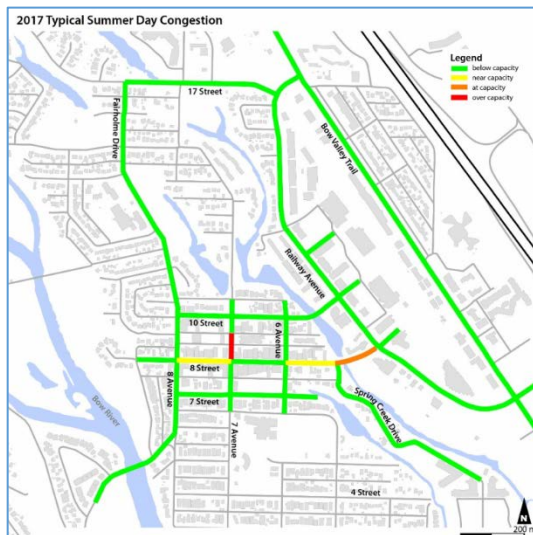 2017 Typical Summer Day Congestion
Legend
below capacity
near capacity
at capacity
over capacity
17 Street
Fairholme Drive
Bow Valley Trail
Railway Avenue
10 Street
6 Avenue
8 Street
8 Avenue
7 Street
7 Avenue
Spring Creek Drive
Bow River
4 Street
N
200 m